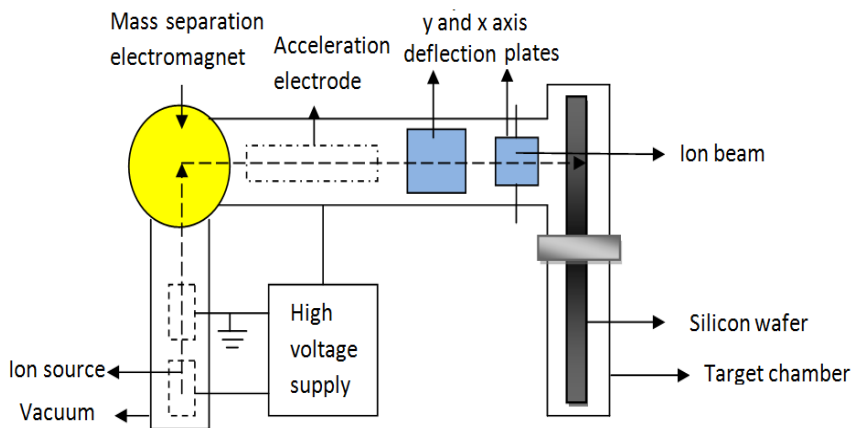 Mass separation
electromagnet
Acceleration
electrode
y and x axis
deflection plates
Ion beam
High
voltage
supply
Silicon wafer
Ion source
Target chamber
Vacuum